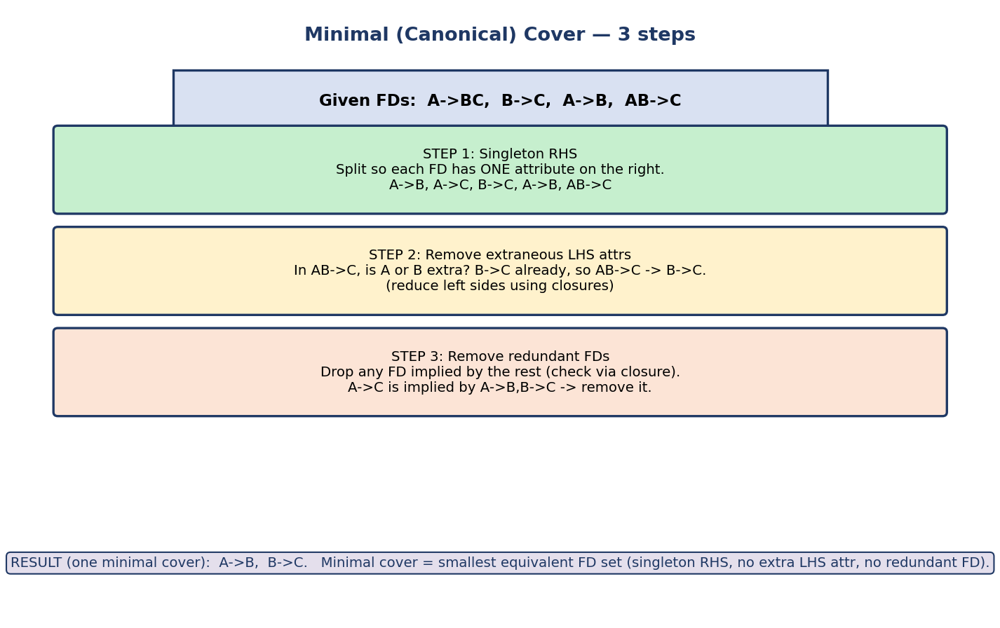 Minimal (Canonical) Cover — 3 steps
Given FDs:  A->BC,  B->C,  A->B,  AB->C
STEP 1: Singleton RHS
Split so each FD has ONE attribute on the right.
A->B, A->C, B->C, A->B, AB->C
STEP 2: Remove extraneous LHS attrs
In AB->C, is A or B extra? B->C already, so AB->C -> B->C.
(reduce left sides using closures)
STEP 3: Remove redundant FDs
Drop any FD implied by the rest (check via closure).
A->C is implied by A->B,B->C -> remove it.
RESULT (one minimal cover):  A->B,  B->C.   Minimal cover = smallest equivalent FD set (singleton RHS, no extra LHS attr, no redundant FD).